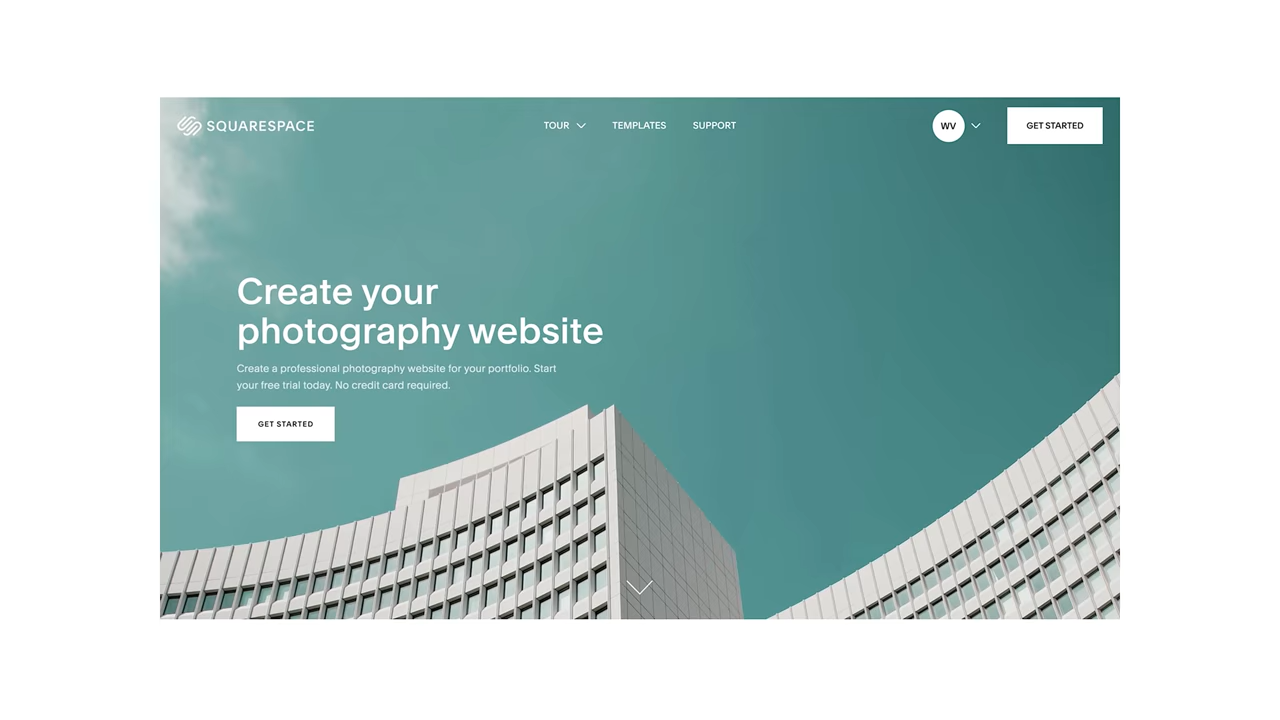 SQUARESPACE
TOUR
TEMPLATES
SUPPORT
WV
GET STARTED
Create your
photography website
Create a professional photography website for your portfolio. Start
your free trial today. No credit card required.
GET STARTED